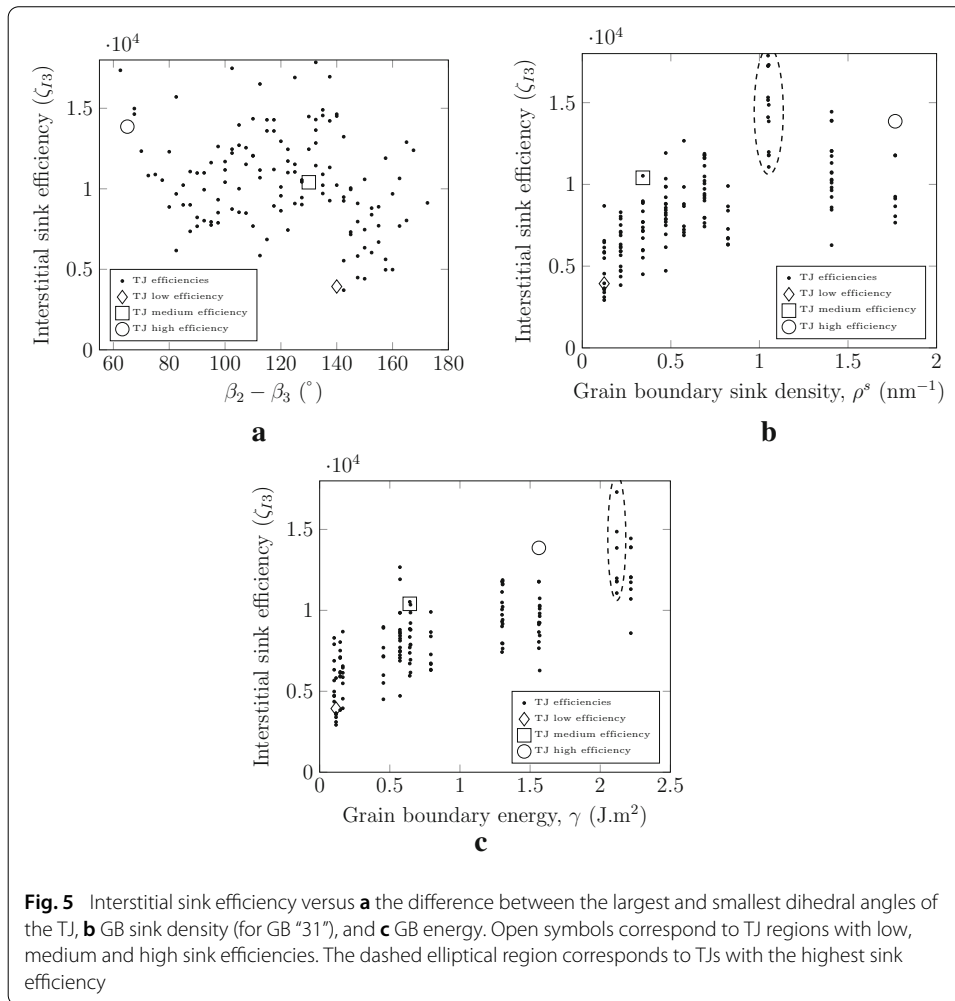 ·10⁴
Interstitial sink efficiency (ζI3)
1.5
1
0.5
0
60 80 100 120 140 160 180
β2 − β3 (°)
TJ efficiencies
TJ low efficiency
TJ medium efficiency
TJ high efficiency
a
·10⁴
Interstitial sink efficiency (ζI3)
1.5
1
0.5
0
0 0.5 1 1.5 2
Grain boundary sink density, ρˢ (nm⁻¹)
TJ efficiencies
TJ low efficiency
TJ medium efficiency
TJ high efficiency
b
·10⁴
Interstitial sink efficiency (ζI3)
1.5
1
0.5
0
0 0.5 1 1.5 2 2.5
Grain boundary energy, γ (J.m²)
TJ efficiencies
TJ low efficiency
TJ medium efficiency
TJ high efficiency
c
Fig. 5 Interstitial sink efficiency versus a the difference between the largest and smallest dihedral angles of
the TJ, b GB sink density (for GB “31”), and c GB energy. Open symbols correspond to TJ regions with low,
medium and high sink efficiencies. The dashed elliptical region corresponds to TJs with the highest sink
efficiency